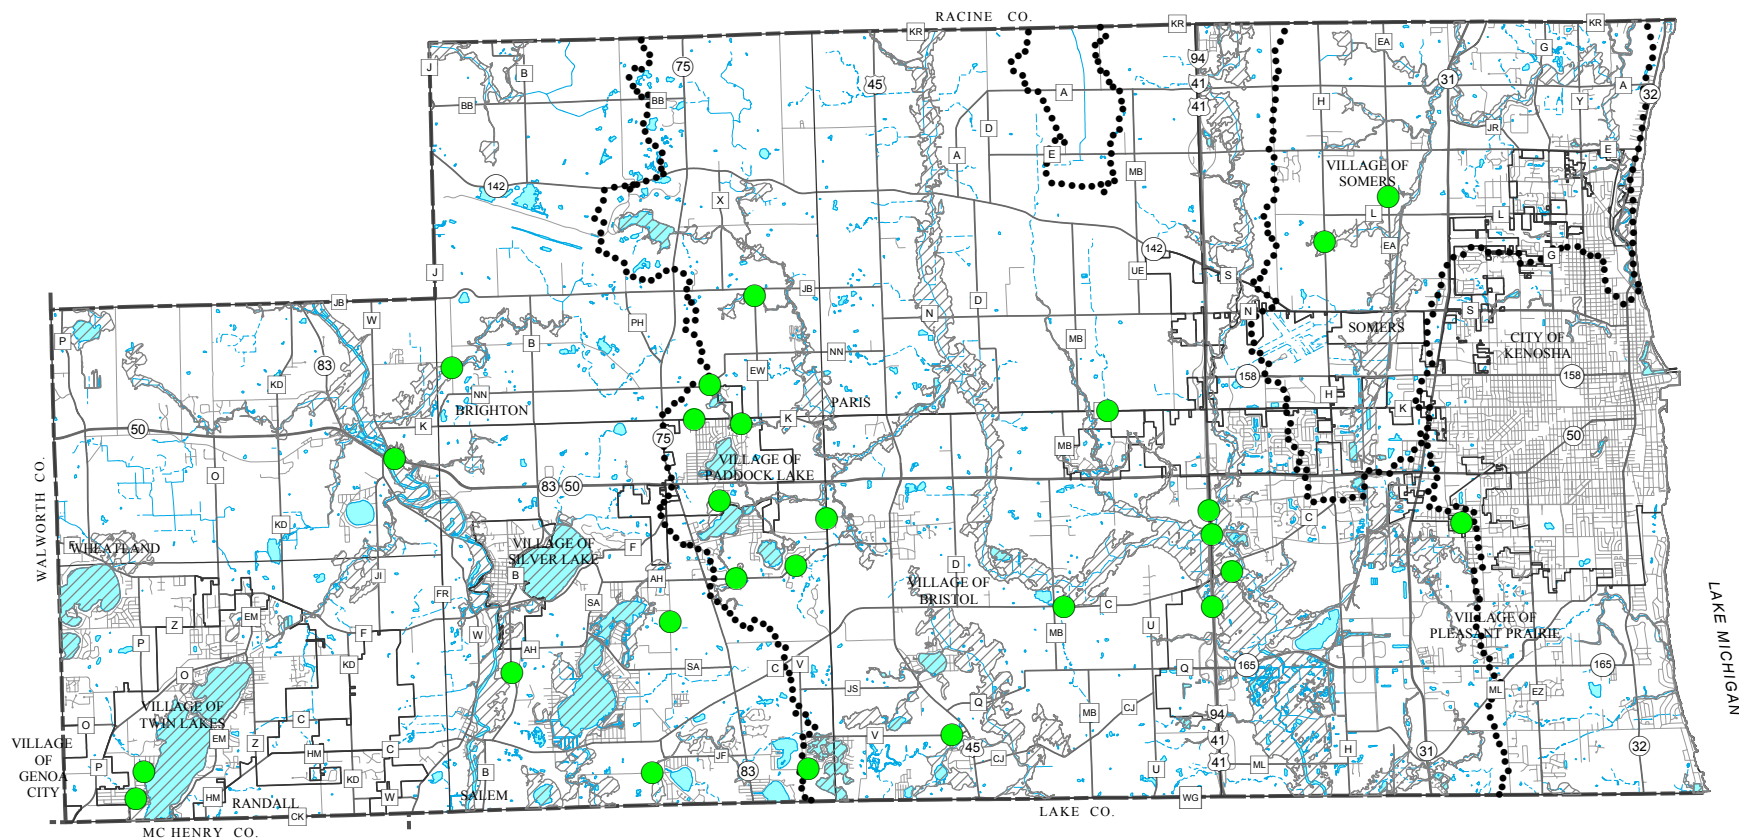 RACINE CO.
KR
KR
KR
J
B
75
BB
BB
45
94
41
41
A
H
EA
31
G
Y
A
32
JR
D
A
E
MB
E
VILLAGE OF
SOMERS
142
X
L
L
EA
G
142
UE
S
J
JB
W
P
83
KD
PH
B
JB
N
D
MB
N
SOMERS
S
CITY OF
KENOSHA
NN
EW
NN
158
158
H
BRIGHTON
PARIS
K
K
K
50
75
MB
50
VILLAGE OF
PADDOCK LAKE
WALWORTH CO.
O
83
50
KD
C
WHEATLAND
VILLAGE OF
SILVER LAKE
F
B
AH
JI
FR
SA
D
VILLAGE OF
BRISTOL
C
MB
U
VILLAGE OF
PLEASANT PRAIRIE
LAKE MICHIGAN
EM
Z
P
F
W
AH
KD
O
SA
C
V
Q
165
165
JS
ML
EZ
VILLAGE OF
TWIN LAKES
C
O
EM
Z
HM
C
Q
MB
CJ
94
41
41
V
45
CJ
H
31
32
VILLAGE
OF
GENOA
CITY
P
KD
B
JF
83
U
ML
HM
W
SALEM
RANDALL
CK
WG
LAKE CO.
MC HENRY CO.